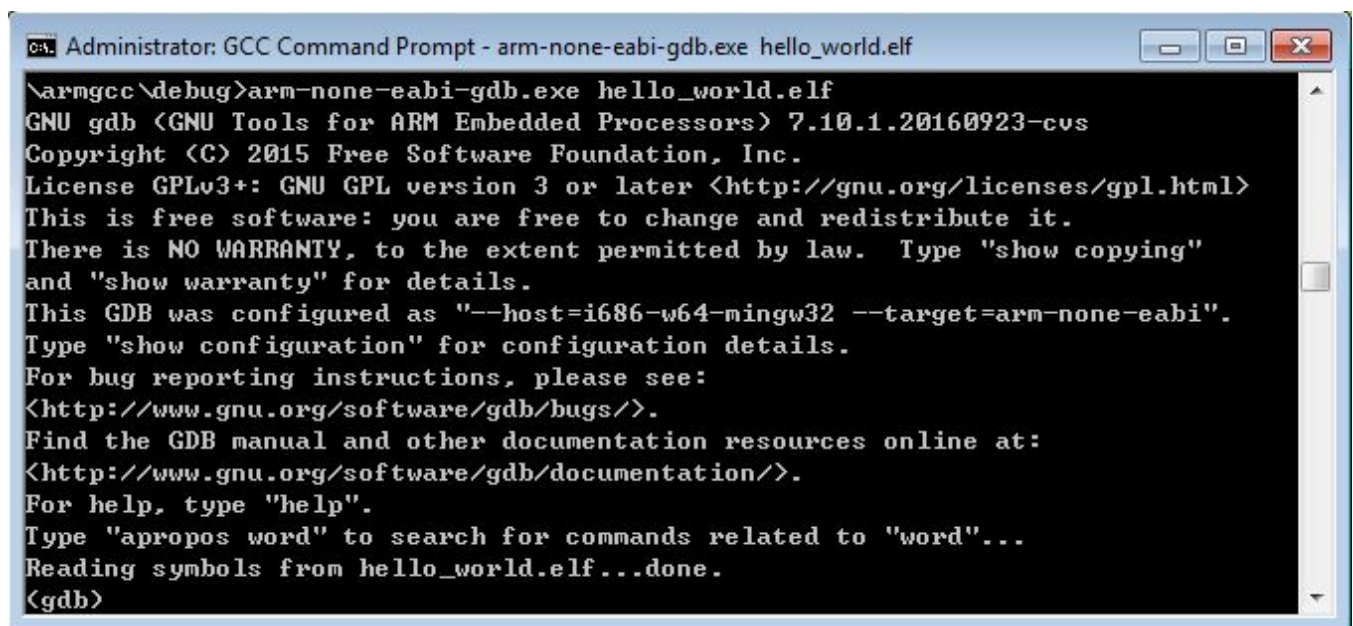 Administrator: GCC Command Prompt - arm-none-eabi-gdb.exe hello_world.elf
\armgcc\debug>arm-none-eabi-gdb.exe hello_world.elf
GNU gdb (GNU Tools for ARM Embedded Processors) 7.10.1.20160923-cvs
Copyright (C) 2015 Free Software Foundation, Inc.
License GPLv3+: GNU GPL version 3 or later <http://gnu.org/licenses/gpl.html>
This is free software: you are free to change and redistribute it.
There is NO WARRANTY, to the extent permitted by law.  Type "show copying"
and "show warranty" for details.
This GDB was configured as "--host=i686-w64-mingw32 --target=arm-none-eabi".
Type "show configuration" for configuration details.
For bug reporting instructions, please see:
<http://www.gnu.org/software/gdb/bugs/>.
Find the GDB manual and other documentation resources online at:
<http://www.gnu.org/software/gdb/documentation/>.
For help, type "help".
Type "apropos word" to search for commands related to "word"...
Reading symbols from hello_world.elf...done.
(gdb)